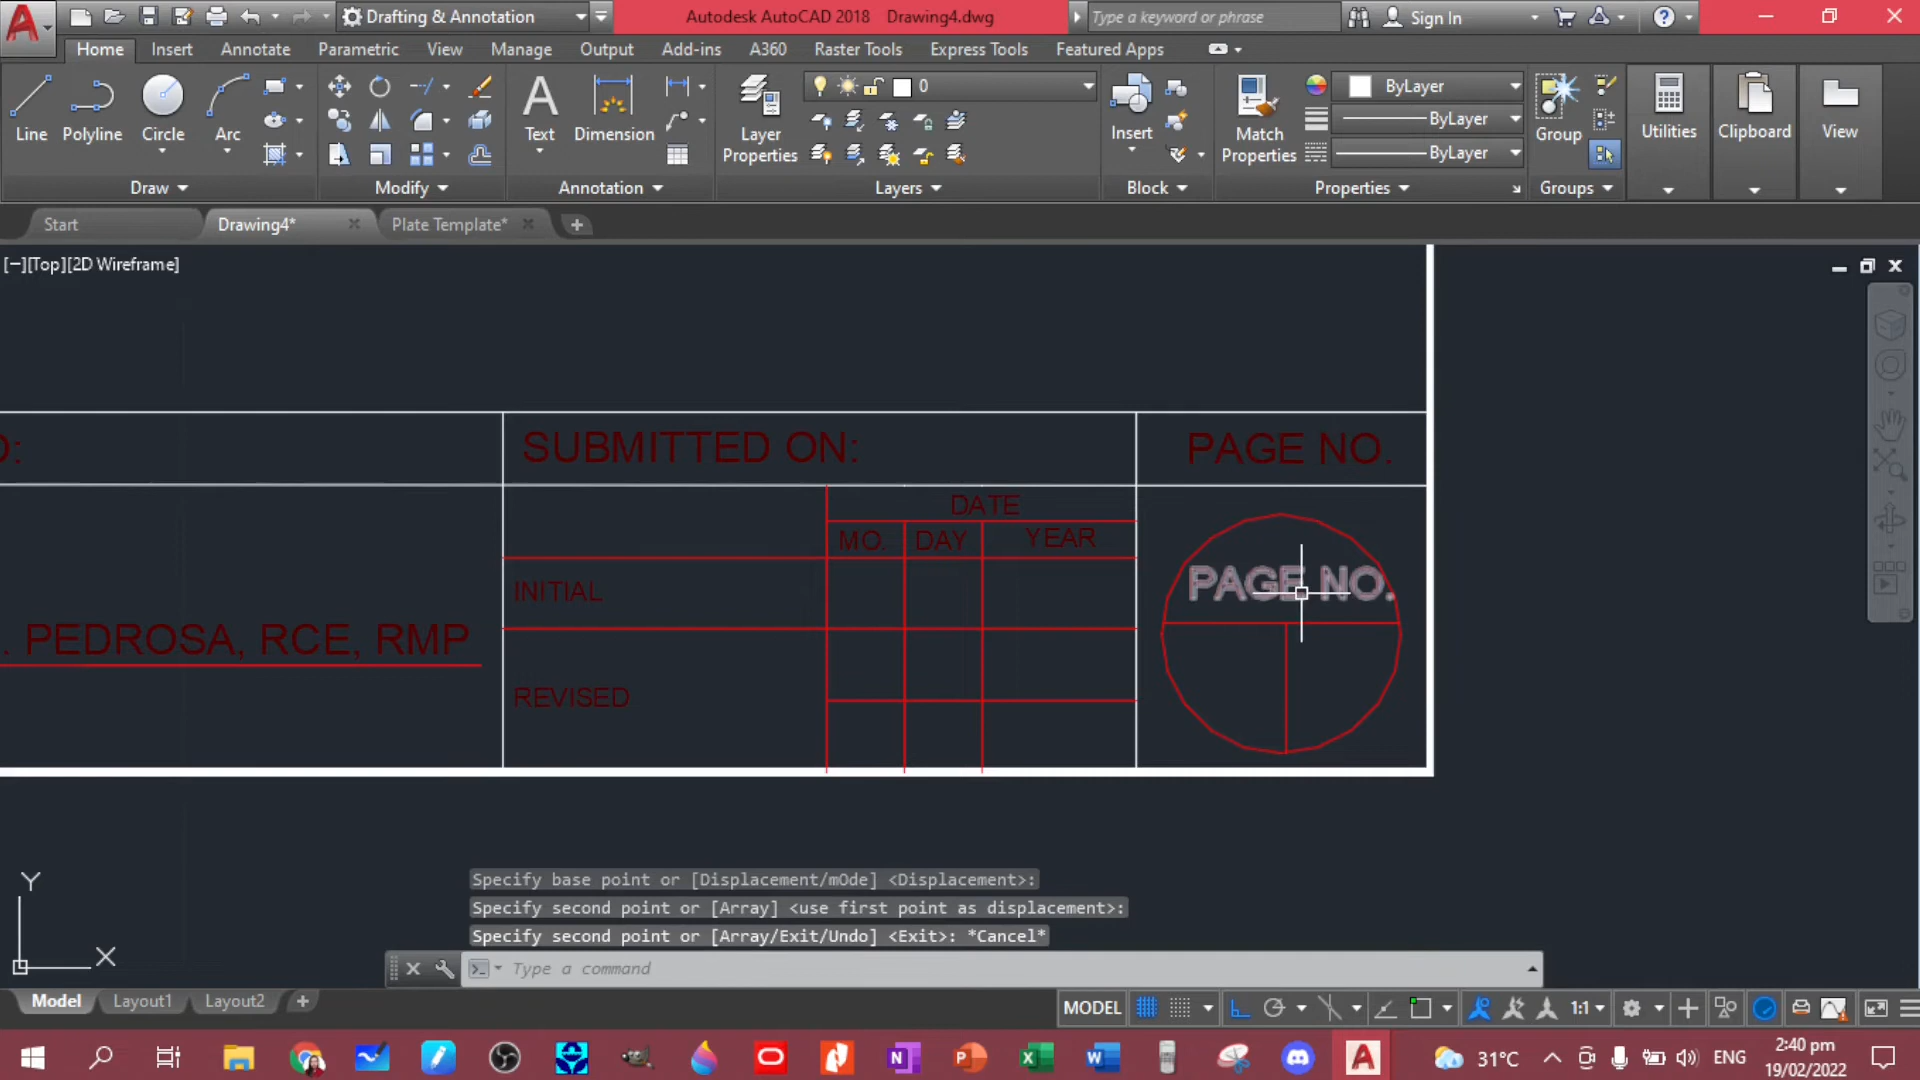 Drafting & Annotation
Autodesk AutoCAD 2018 Drawing4.dwg
Type a keyword or phrase
Sign In
Home Insert Annotate Parametric View Manage Output Add-ins A360 Raster Tools Express Tools Featured Apps
0
ByLayer
Line Polyline Circle Arc
Text Dimension
Layer Properties
Insert
Match Properties
ByLayer
ByLayer
Group
Utilities
Clipboard
View
Draw Modify Annotation Layers Block Properties Groups
Start Drawing4* Plate Template*
[−][Top][2D Wireframe]
D:
SUBMITTED ON:
PAGE NO.
DATE
MO. DAY YEAR
PAGE NO.
INITIAL
. PEDROSA, RCE, RMP
REVISED
Specify base point or [Displacement/mOde] <Displacement>:
Specify second point or [Array] <use first point as displacement>:
Specify second point or [Array/Exit/Undo] <Exit>: *Cancel*
Y
X
Type a command
Model Layout1 Layout2
MODEL
1:1
31°C
ENG
2:40 pm
19/02/2022